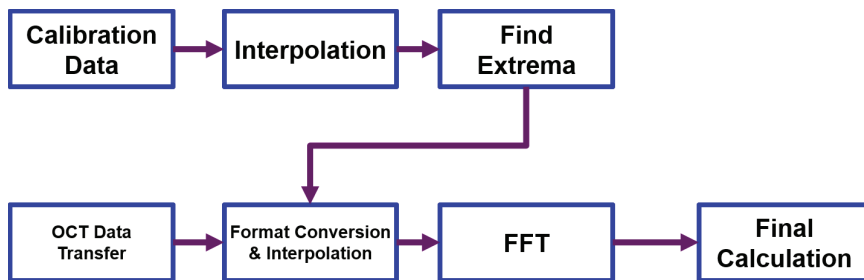 Calibration
Data
Interpolation
Find
Extrema
OCT Data
Transfer
Format Conversion
& Interpolation
FFT
Final
Calculation